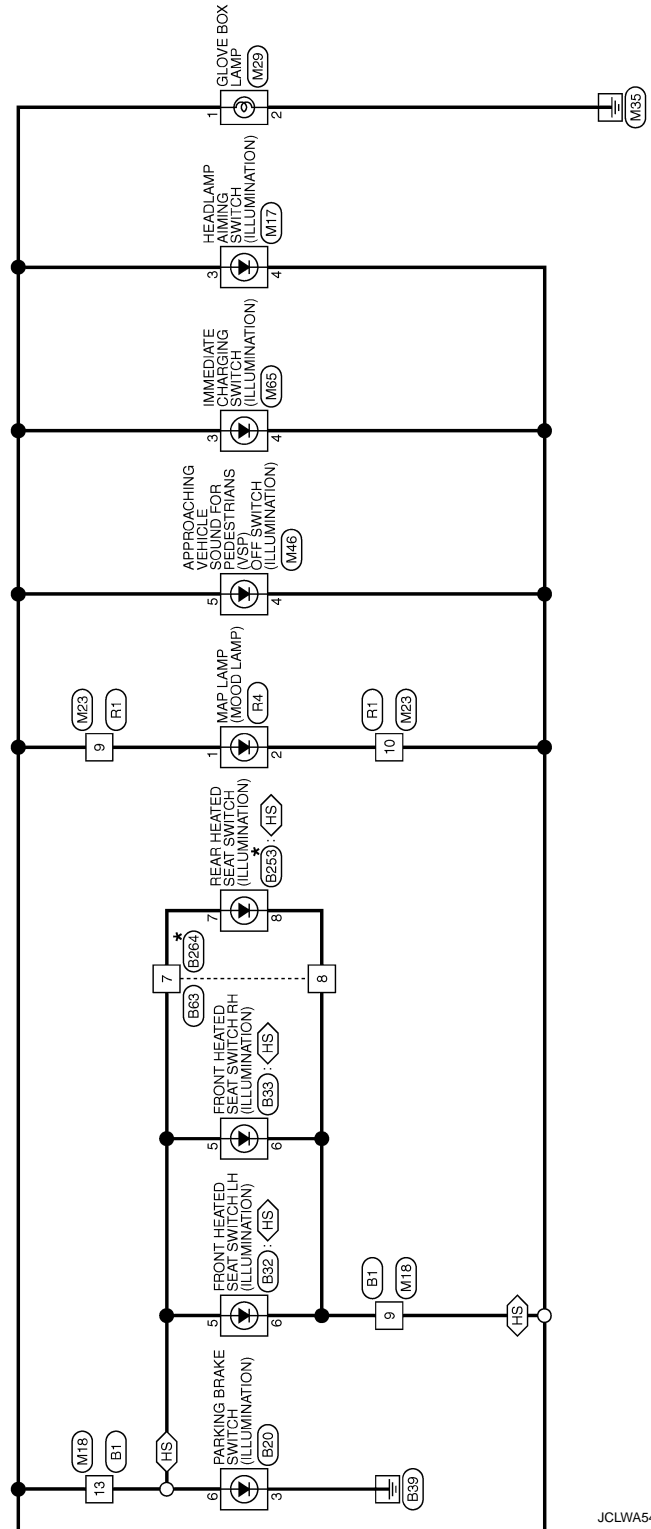 GLOVE BOX
LAMP
M29
1
2
M35
HEADLAMP
AIMING
SWITCH
(ILLUMINATION)
M17
3
4
IMMEDIATE
CHARGING
SWITCH
(ILLUMINATION)
M65
3
4
APPROACHING
VEHICLE
SOUND FOR
PEDESTRIANS
(VSP)
OFF SWITCH
(ILLUMINATION)
M46
5
4
MAP LAMP
(MOOD LAMP)
R4
M23
9
R1
1
2
R1
10
M23
REAR HEATED
SEAT SWITCH
(ILLUMINATION)
* B253 : HS
7
8
* B264
7
B63
8
FRONT HEATED
SEAT SWITCH RH
(ILLUMINATION)
B33 : HS
5
6
FRONT HEATED
SEAT SWITCH LH
(ILLUMINATION)
B32 : HS
5
6
B1
9
M18
HS
PARKING BRAKE
SWITCH
(ILLUMINATION)
B20
M18
13
B1
HS
6
3
B39
JCLWA54